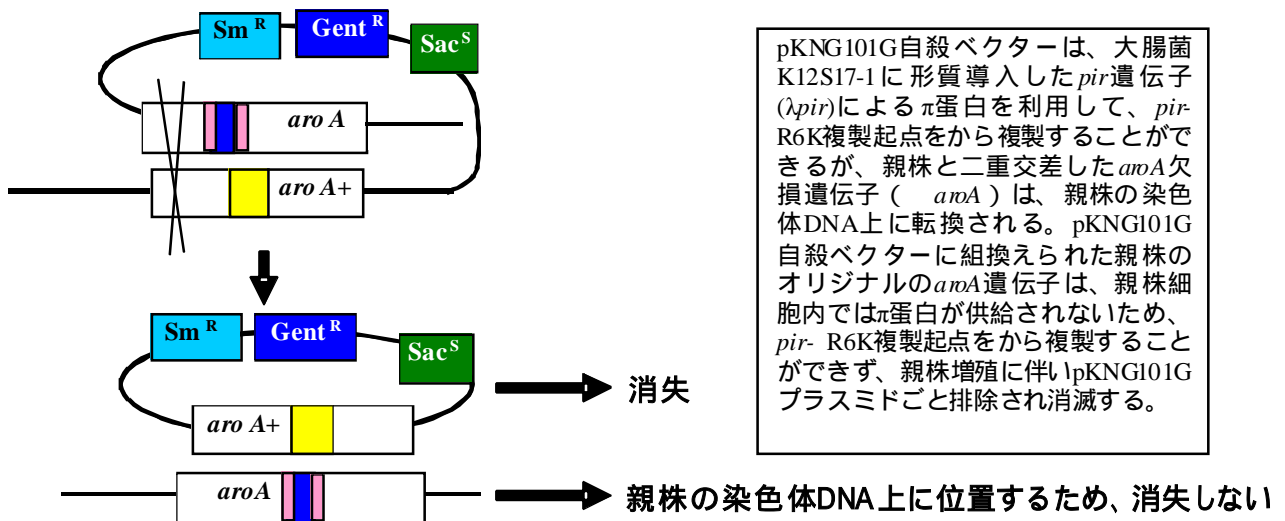 Sm R
Gent R
Sac S
aro A
aro A+
Sm R
Gent R
Sac S
aro A+
消失
aroA
親株の染色体DNA上に位置するため、消失しない
pKNG101G自殺ベクターは、大腸菌
K12S17-1に形質導入したpir遺伝子
(λpir)によるπ蛋白を利用して、pir-
R6K複製起点をから複製することがで
きるが、親株と二重交差したaroA欠
損遺伝子（ aroA）は、親株の染色
体DNA上に転換される。pKNG101G
自殺ベクターに組換えられた親株の
オリジナルのaroA遺伝子は、親株細
胞内ではπ蛋白が供給されないため、
pir- R6K複製起点をから複製すること
ができず、親株増殖に伴いpKNG101G
プラスミドごと排除され消滅する。